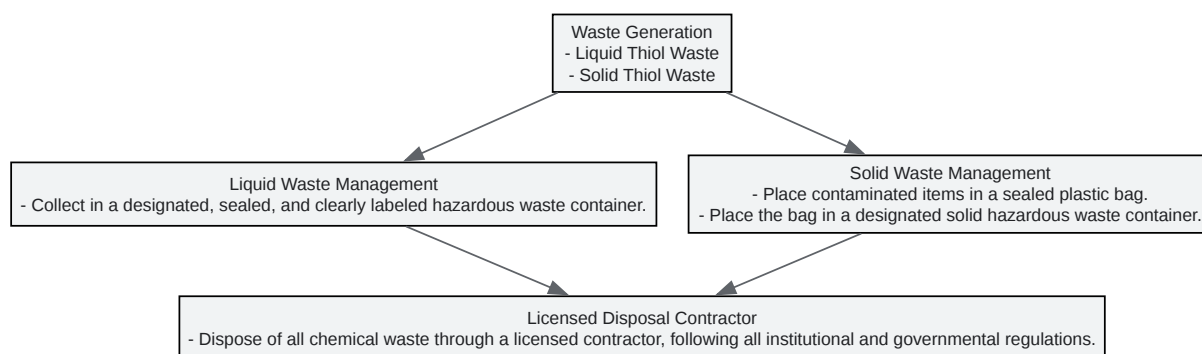 Waste Generation
- Liquid Thiol Waste
- Solid Thiol Waste
Liquid Waste Management
- Collect in a designated, sealed, and clearly labeled hazardous waste container.
Solid Waste Management
- Place contaminated items in a sealed plastic bag.
- Place the bag in a designated solid hazardous waste container.
Licensed Disposal Contractor
- Dispose of all chemical waste through a licensed contractor, following all institutional and governmental regulations.